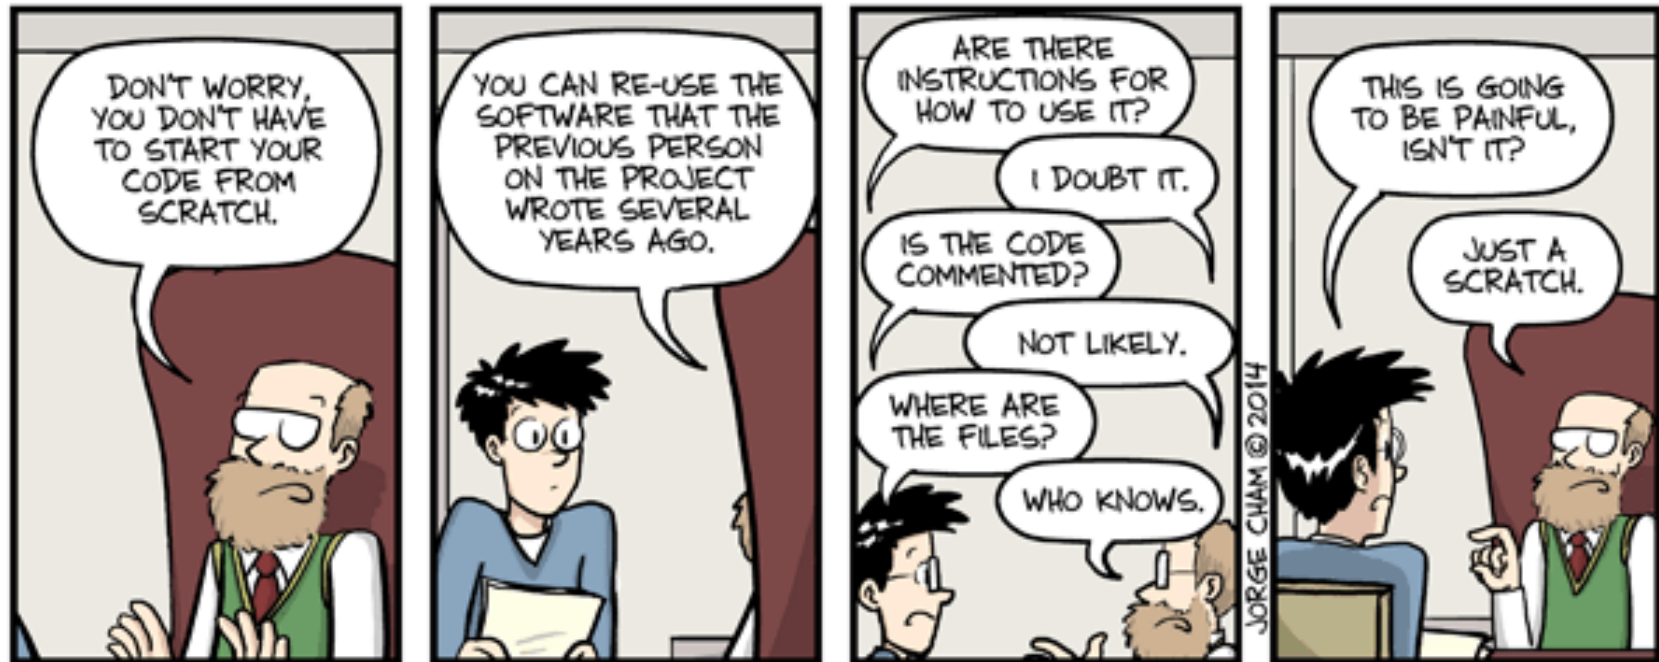 DON'T WORRY,
YOU DON'T HAVE
TO START YOUR
CODE FROM
SCRATCH.
YOU CAN RE-USE THE
SOFTWARE THAT THE
PREVIOUS PERSON
ON THE PROJECT
WROTE SEVERAL
YEARS AGO.
ARE THERE
INSTRUCTIONS FOR
HOW TO USE IT?
I DOUBT IT.
IS THE CODE
COMMENTED?
NOT LIKELY.
WHERE ARE
THE FILES?
WHO KNOWS.
JORGE CHAM © 2014
THIS IS GOING
TO BE PAINFUL,
ISN'T IT?
JUST A
SCRATCH.